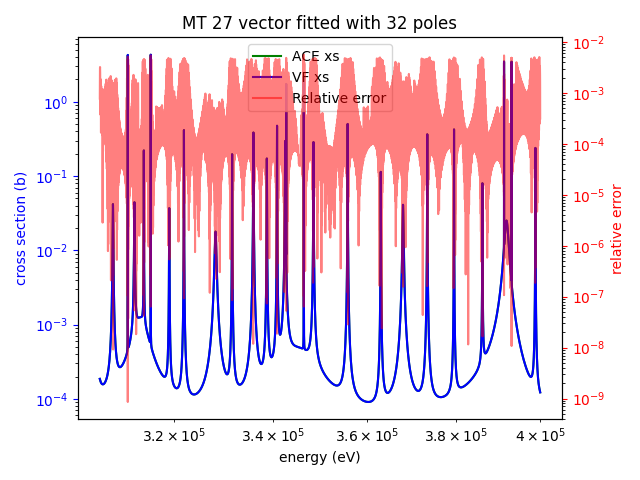 MT 27 vector fitted with 32 poles
ACE xs
VF xs
Relative error
cross section (b)
10⁰
10⁻¹
10⁻²
10⁻³
10⁻⁴
relative error
10⁻²
10⁻³
10⁻⁴
10⁻⁵
10⁻⁶
10⁻⁷
10⁻⁸
10⁻⁹
3.2 × 10⁵ 3.4 × 10⁵ 3.6 × 10⁵ 3.8 × 10⁵ 4 × 10⁵
energy (eV)